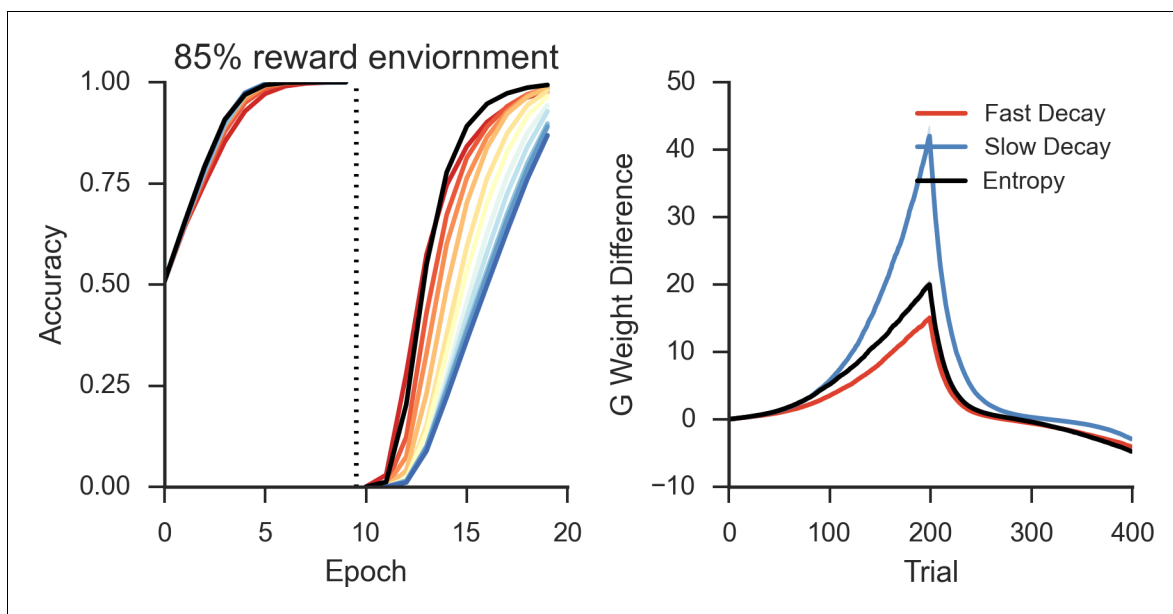 85% reward enviornment
Accuracy
1.00
0.75
0.50
0.25
0.00
0
5
10
15
20
Epoch
G Weight Difference
50
40
30
20
10
0
−10
Fast Decay
Slow Decay
Entropy
0
100
200
300
400
Trial